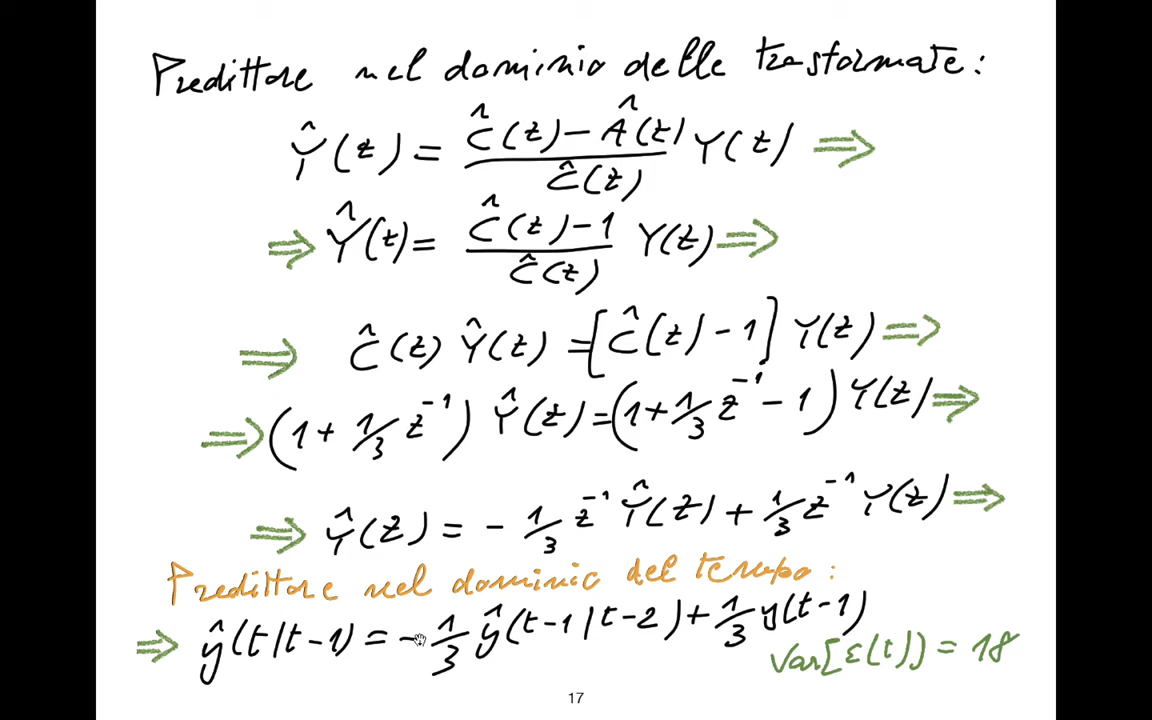 Predittore nel dominio delle trasformate:
Ŷ(z) = (Ĉ(z) − Â(z)) / Ĉ(z) Y(z) ⇒
⇒ Ŷ(z) = (Ĉ(z) − 1) / Ĉ(z) Y(z) ⇒
⇒ Ĉ(z) Ŷ(z) = [Ĉ(z) − 1] Y(z) ⇒
⇒ (1 + 1/3 z⁻¹) Ŷ(z) = (1 + 1/3 z⁻¹ − 1) Y(z) ⇒
⇒ Ŷ(z) = − 1/3 z⁻¹ Ŷ(z) + 1/3 z⁻¹ Y(z) ⇒
Predittore nel dominio del tempo:
⇒ ŷ(t|t−1) = − 1/3 ŷ(t−1|t−2) + 1/3 y(t−1)
Var[ε(t)] = 18
17